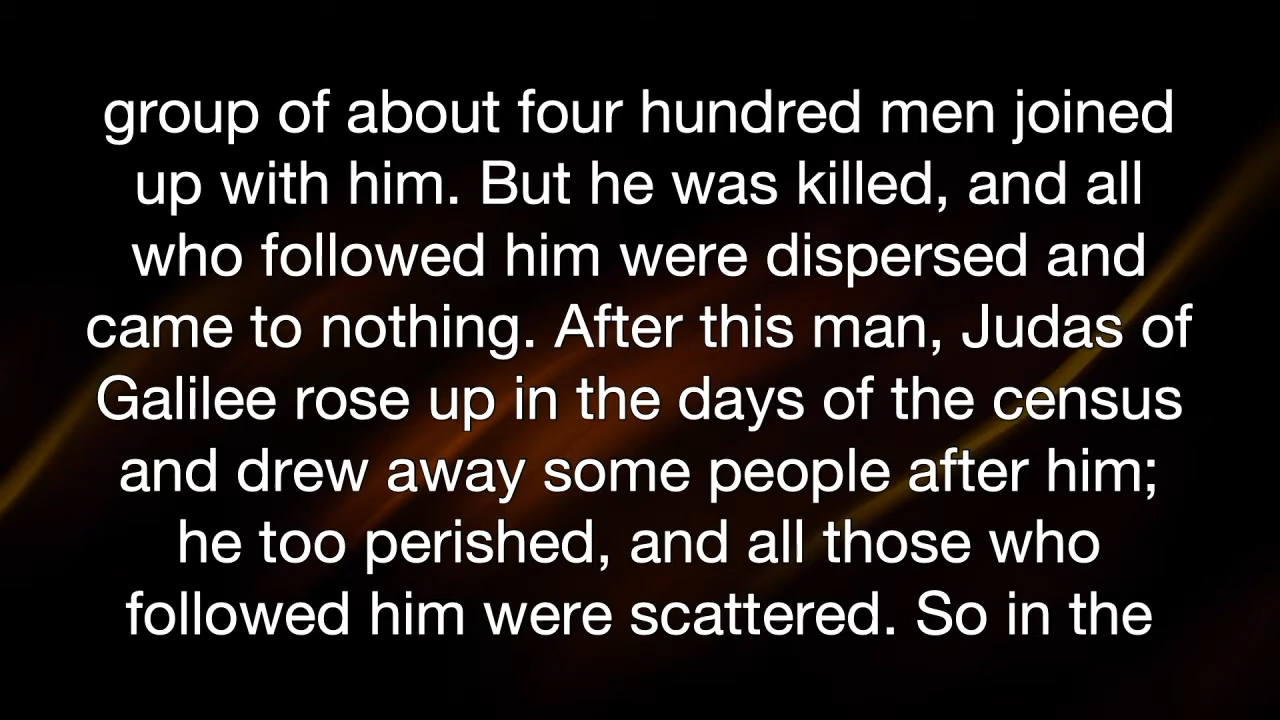 group of about four hundred men joined
up with him. But he was killed, and all
who followed him were dispersed and
came to nothing. After this man, Judas of
Galilee rose up in the days of the census
and drew away some people after him;
he too perished, and all those who
followed him were scattered. So in the